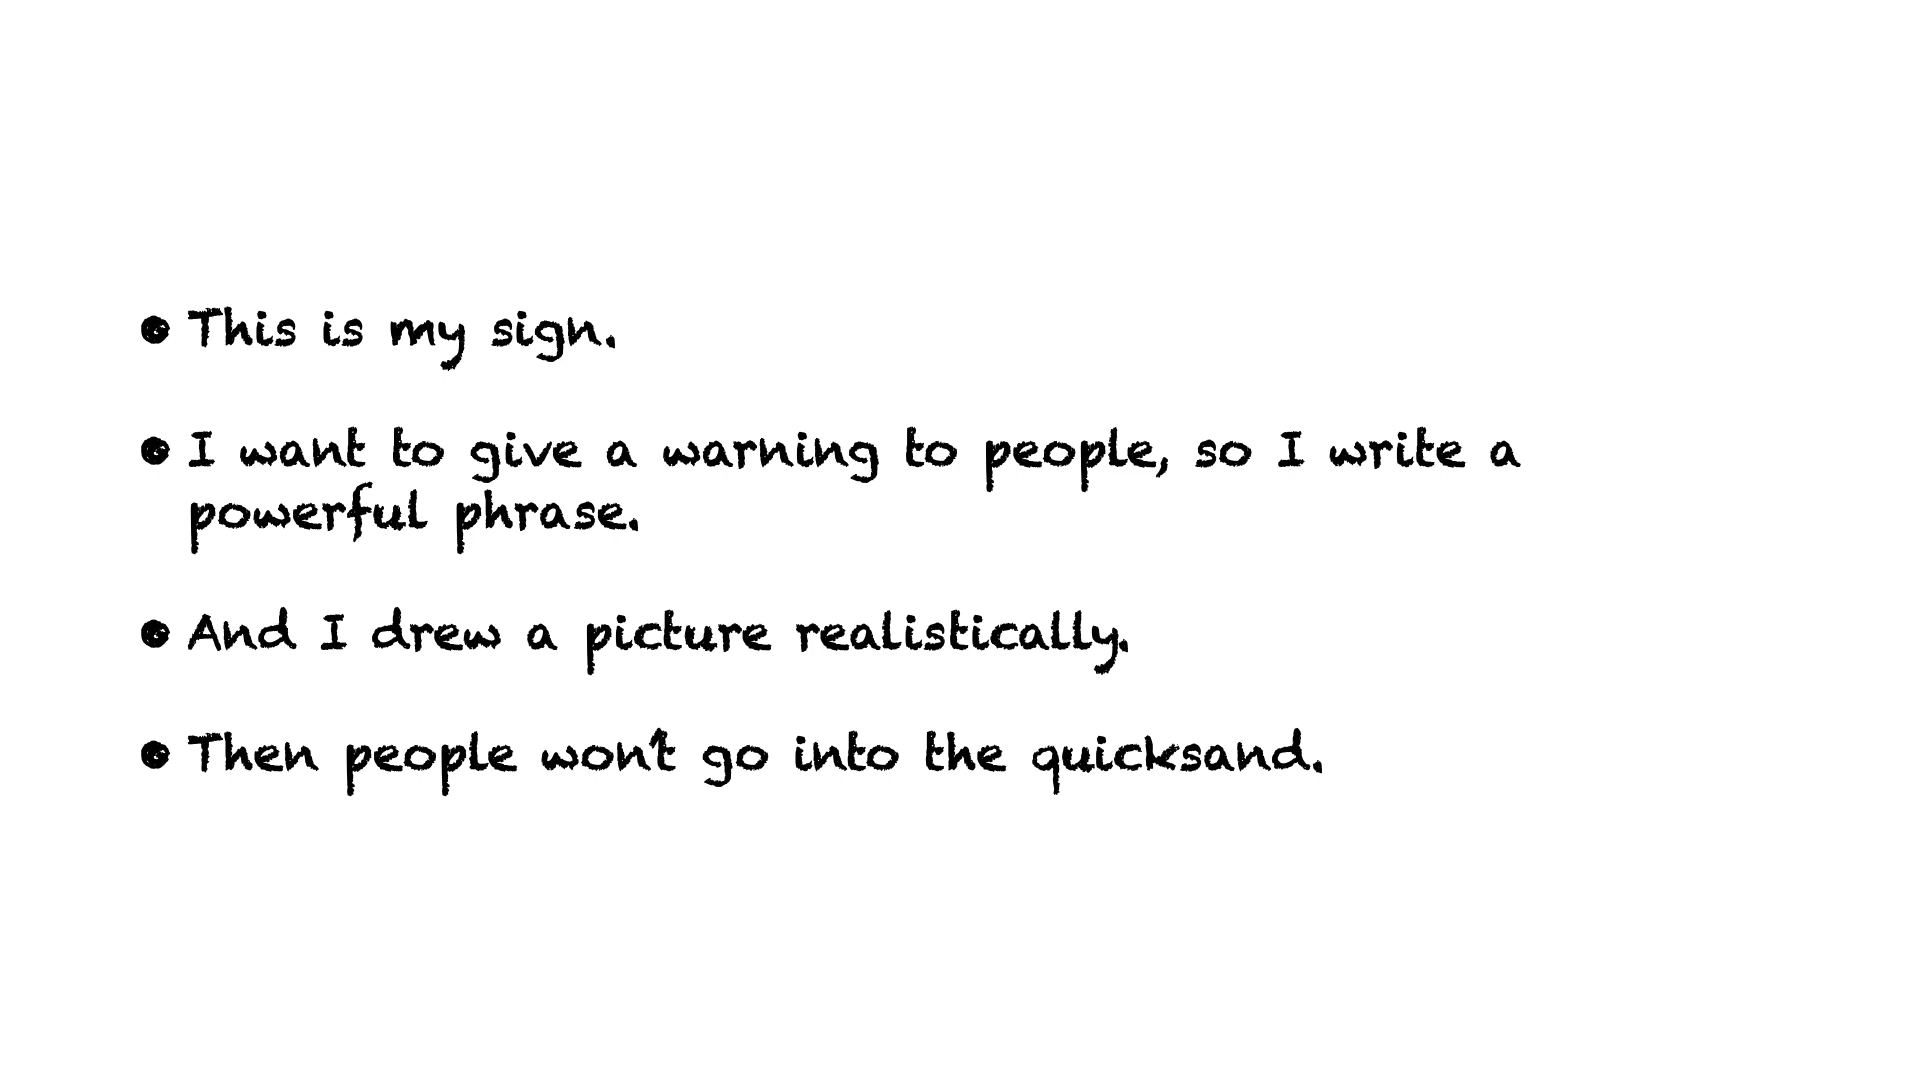 • This is my sign.
• I want to give a warning to people, so I write a
powerful phrase.
• And I drew a picture realistically.
• Then people won't go into the quicksand.